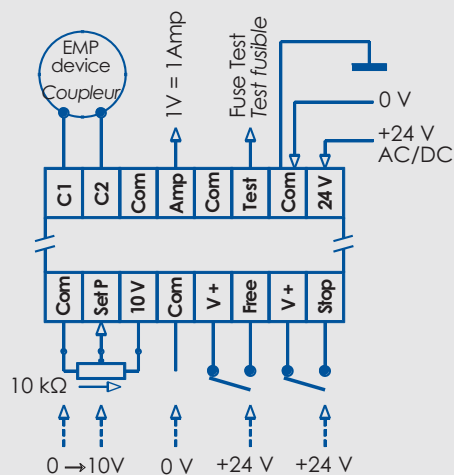 EMP
device
Coupleur
1V = 1Amp
Fuse Test
Test fusible
0 V
+24 V
AC/DC
C1
C2
Com
Amp
Com
Test
Com
24 V
Com
Set P
10 V
Com
V +
Free
V +
Stop
10 kΩ
0 →10V
0 V
+24 V
+24 V